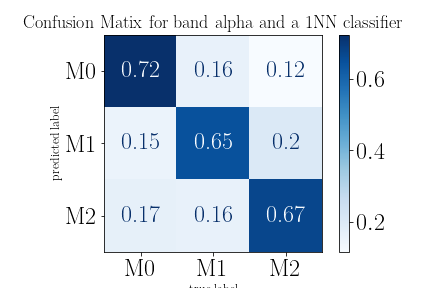 Confusion Matix for band alpha and a 1NN classifier
M0 0.72 0.16 0.12
M1 0.15 0.65 0.2
M2 0.17 0.16 0.67
M0 M1 M2
predicted label
true label
0.6
0.4
0.2